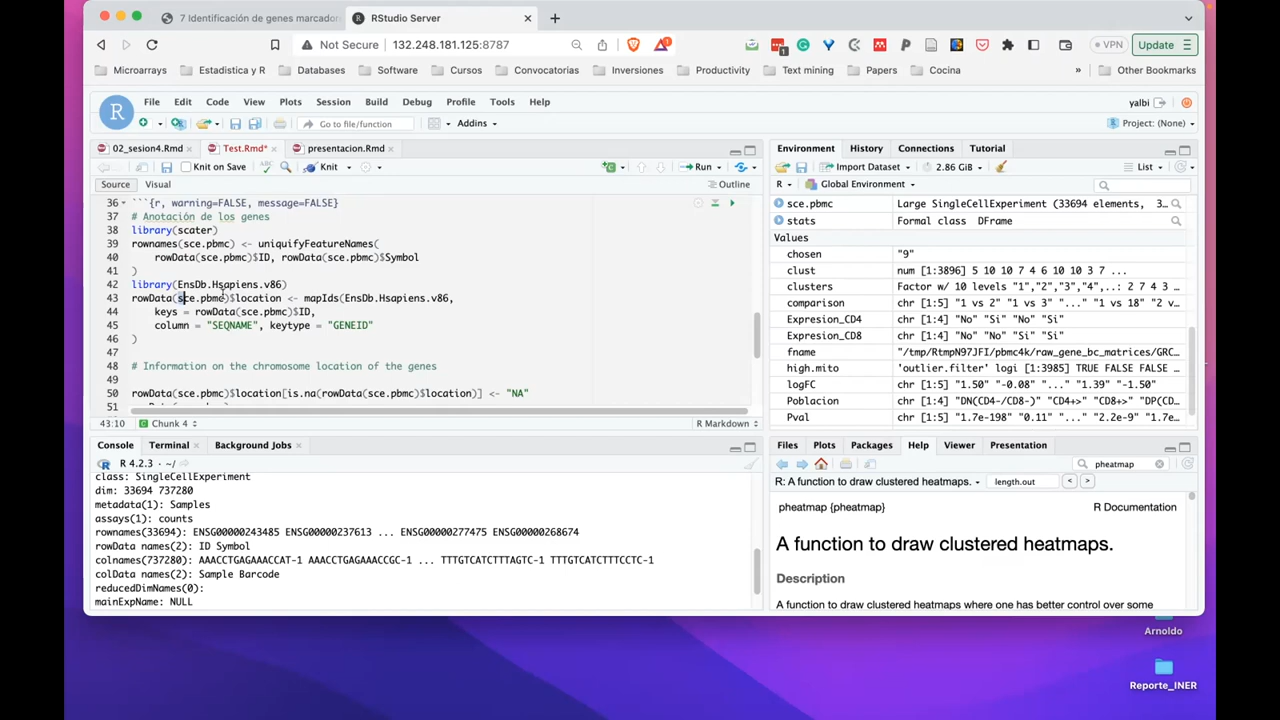 7 Identificación de genes marcador
RStudio Server
Not Secure
132.248.181.125:8787
VPN
Update
Microarrays
Estadistica y R
Databases
Software
Cursos
Convocatorias
Inversiones
Productivity
Text mining
Papers
Cocina
»
Other Bookmarks
R
File Edit Code View Plots Session Build Debug Profile Tools Help
yalbi
Go to file/function
Addins
Project: (None)
02_sesion4.Rmd
Test.Rmd*
presentacion.Rmd
Knit on Save
Knit
Run
Source
Visual
Outline
36 ```{r, warning=FALSE, message=FALSE}
37 # Anotación de los genes
38 library(scater)
39 rownames(sce.pbmc) <- uniquifyFeatureNames(
40 rowData(sce.pbmc)$ID, rowData(sce.pbmc)$Symbol
41 )
42 library(EnsDb.Hsapiens.v86)
43 rowData(sce.pbmc)$location <- mapIds(EnsDb.Hsapiens.v86,
44 keys = rowData(sce.pbmc)$ID,
45 column = "SEQNAME", keytype = "GENEID"
46 )
47
48 # Information on the chromosome location of the genes
49
50 rowData(sce.pbmc)$location[is.na(rowData(sce.pbmc)$location)] <- "NA"
51
43:10
Chunk 4
R Markdown
Console
Terminal
Background Jobs
R 4.2.3 · ~/
class: SingleCellExperiment
dim: 33694 737280
metadata(1): Samples
assays(1): counts
rownames(33694): ENSG00000243485 ENSG00000237613 ... ENSG00000277475 ENSG00000268674
rowData names(2): ID Symbol
colnames(737280): AAACCTGAGAAACCAT-1 AAACCTGAGAAACCGC-1 ... TTTGTCATCTTTAGTC-1 TTTGTCATCTTTCCTC-1
colData names(2): Sample Barcode
reducedDimNames(0):
mainExpName: NULL
Environment
History
Connections
Tutorial
Import Dataset
2.86 GiB
List
R
Global Environment
sce.pbmc Large SingleCellExperiment (33694 elements, 3…
stats Formal class DFrame
Values
chosen "9"
clust num [1:3896] 5 10 10 7 4 6 10 10 3 7 ...
clusters Factor w/ 10 levels "1","2","3","4",..: 2 7 4 3
comparison chr [1:5] "1 vs 2" "1 vs 3" "..." "1 vs 18" "2 v
Expresion_CD4 chr [1:4] "No" "No" "Si" "Si"
Expresion_CD8 chr [1:4] "No" "No" "Si" "Si"
fname "/tmp/RtmpN97JFI/pbmc4k/raw_gene_bc_matrices/GRC…
high.mito 'outlier.filter' logi [1:3985] TRUE FALSE FALSE
logFC chr [1:5] "1.50" "-0.08" "..." "1.39" "-1.50"
Poblacion chr [1:4] "DN(CD4-/CD8-)" "CD4+>" "CD8+>" "DP(CD…
Pval chr [1:5] "1.7e-198" "0.11" "..." "2.2e-9" "1.7e…
Files
Plots
Packages
Help
Viewer
Presentation
pheatmap
R: A function to draw clustered heatmaps.
length.out
pheatmap {pheatmap}
R Documentation
A function to draw clustered heatmaps.
Description
A function to draw clustered heatmaps where one has better control over some
Arnoldo
Reporte_INER